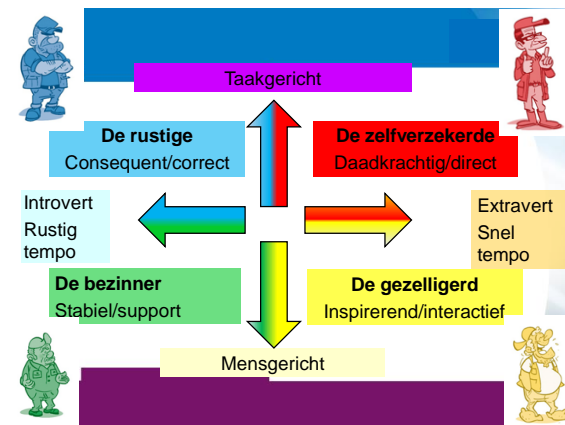 Taakgericht
De rustige
Consequent/correct
De zelfverzekerde
Daadkrachtig/direct
Introvert
Rustig
tempo
Extravert
Snel
tempo
De bezinner
Stabiel/support
De gezelligerd
Inspirerend/interactief
Mensgericht